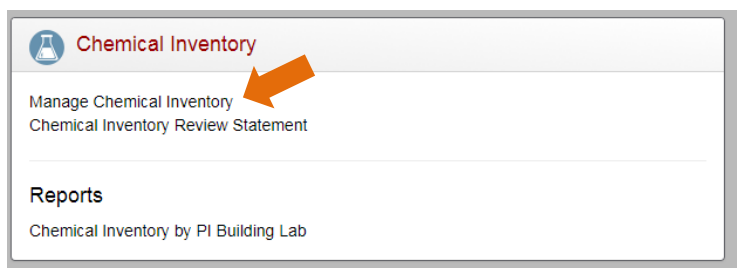 Chemical Inventory
Manage Chemical Inventory
Chemical Inventory Review Statement
Reports
Chemical Inventory by PI Building Lab